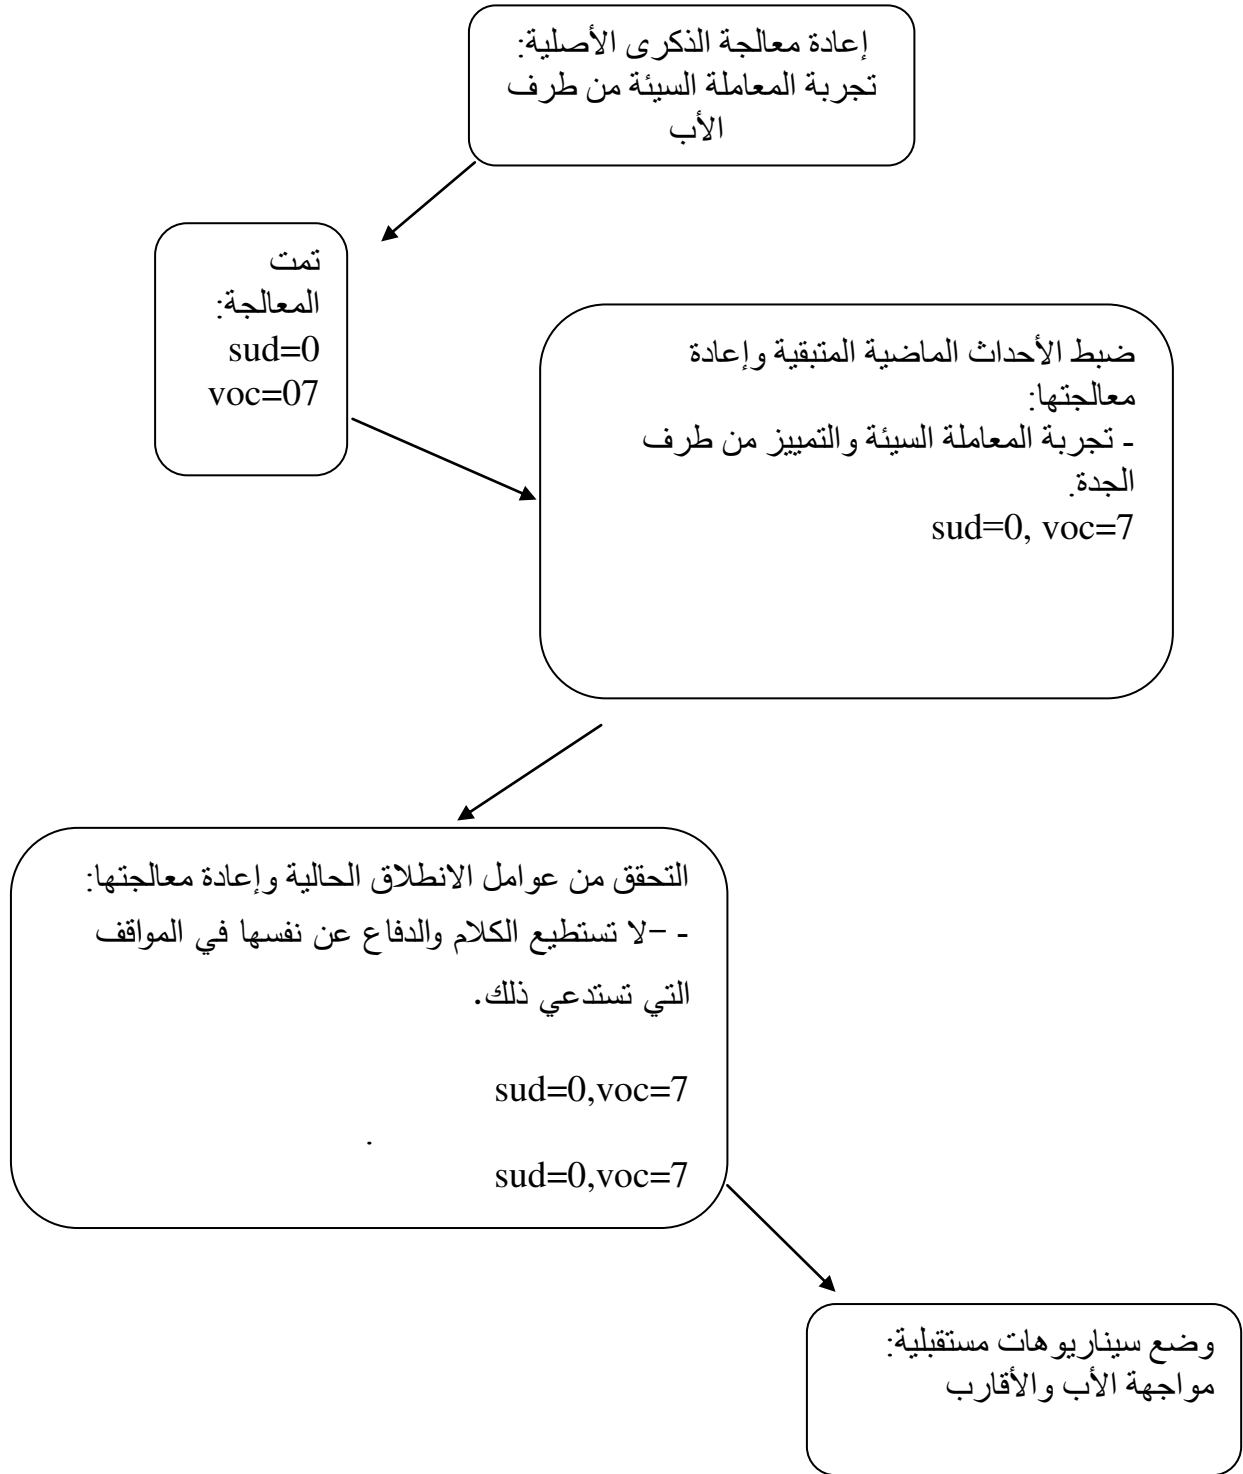 إعادة معالجة الذكرى الأصلية:
تجربة المعاملة السيئة من طرف
الأب
تمت
المعالجة:
sud=0
voc=07
ضبط الأحداث الماضية المتبقية وإعادة
معالجتها:
- تجربة المعاملة السيئة والتمييز من طرف
الجدة.
sud=0, voc=7
التحقق من عوامل الانطلاق الحالية وإعادة معالجتها:
- –لا تستطيع الكلام والدفاع عن نفسها في المواقف
التي تستدعي ذلك.
sud=0,voc=7
.
sud=0,voc=7
وضع سيناريوهات مستقبلية:
مواجهة الأب والأقارب